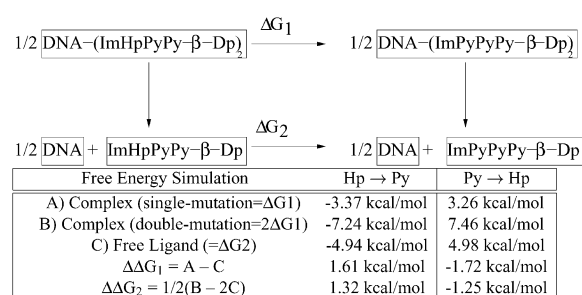 ΔG1
1/2 DNA−(ImHpPyPy−β−Dp)2 1/2 DNA−(ImPyPyPy−β−Dp)2
ΔG2
1/2 DNA + ImHpPyPy−β−Dp 1/2 DNA + ImPyPyPy−β−Dp
Free Energy Simulation Hp → Py Py → Hp
A) Complex (single-mutation=ΔG1) -3.37 kcal/mol 3.26 kcal/mol
B) Complex (double-mutation=2ΔG1) -7.24 kcal/mol 7.46 kcal/mol
C) Free Ligand (=ΔG2) -4.94 kcal/mol 4.98 kcal/mol
ΔΔG1 = A – C 1.61 kcal/mol -1.72 kcal/mol
ΔΔG2 = 1/2(B – 2C) 1.32 kcal/mol -1.25 kcal/mol